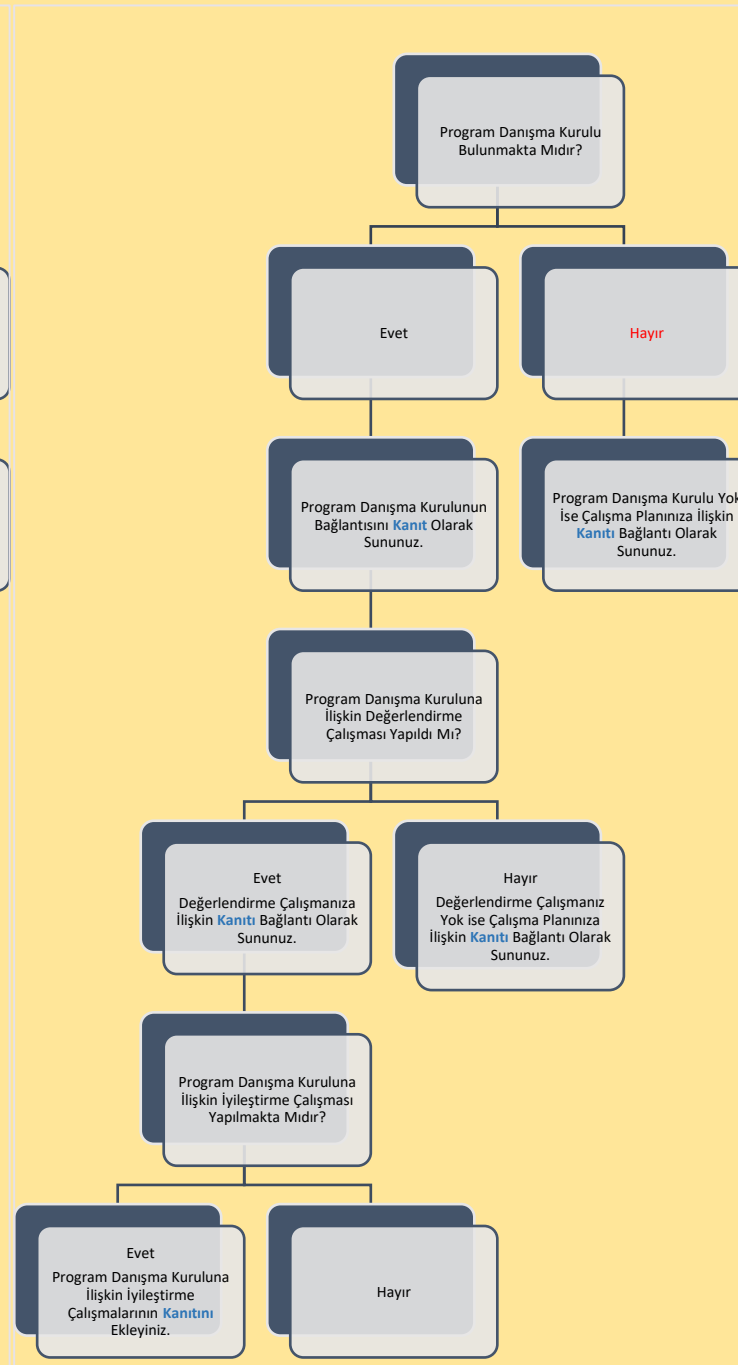 Program Danışma Kurulu
Bulunmakta Mıdır?
Evet
Hayır
Program Danışma Kurulunun
Bağlantısını Kanıt Olarak
Sununuz.
Program Danışma Kurulu Yok
İse Çalışma Planınıza İlişkin
Kanıtı Bağlantı Olarak
Sununuz.
Program Danışma Kuruluna
İlişkin Değerlendirme
Çalışması Yapıldı Mı?
Evet
Değerlendirme Çalışmanıza
İlişkin Kanıtı Bağlantı Olarak
Sununuz.
Hayır
Değerlendirme Çalışmanız
Yok ise Çalışma Planınıza
İlişkin Kanıtı Bağlantı Olarak
Sununuz.
Program Danışma Kuruluna
İlişkin İyileştirme Çalışması
Yapılmakta Mıdır?
Evet
Program Danışma Kuruluna
İlişkin İyileştirme
Çalışmalarının Kanıtını
Ekleyiniz.
Hayır